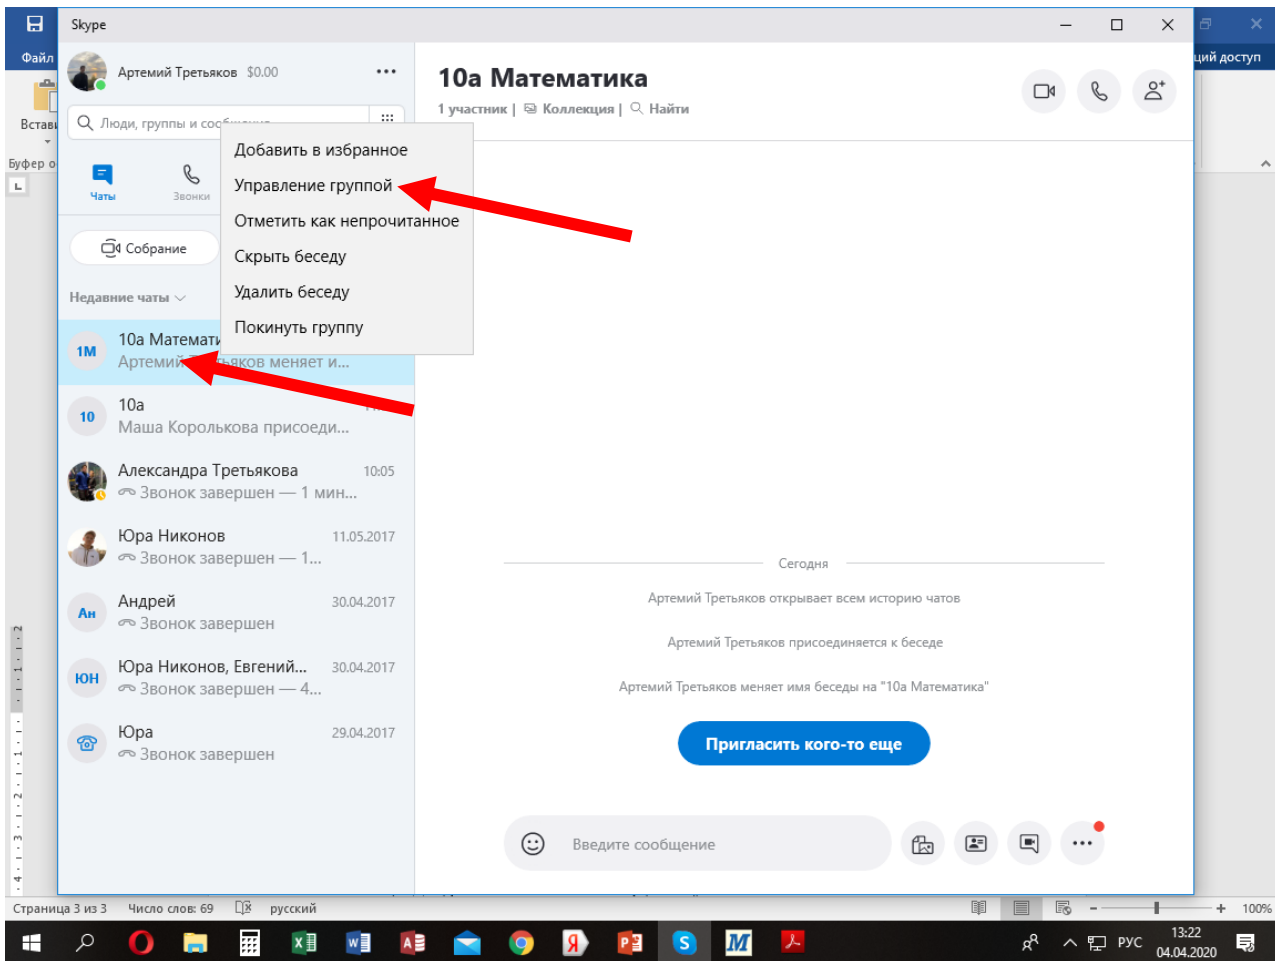 Skype
Файл
щий доступ
Артемий Третьяков $0.00
10а Математика
1 участник | Коллекция | Найти
Встав
Люди, группы и сообщения
Буфер о
Чаты
Звонки
Добавить в избранное
Управление группой
Отметить как непрочитанное
Скрыть беседу
Удалить беседу
Покинуть группу
Собрание
Недавние чаты
1М
10а Математи
Артемий Третьяков меняет и...
10
10а
Маша Королькова присоеди...
Александра Третьякова 10:05
Звонок завершен — 1 мин...
Юра Никонов 11.05.2017
Звонок завершен — 1...
Ан
Андрей 30.04.2017
Звонок завершен
ЮН
Юра Никонов, Евгений... 30.04.2017
Звонок завершен — 4...
Юра 29.04.2017
Звонок завершен
Сегодня
Артемий Третьяков открывает всем историю чатов
Артемий Третьяков присоединяется к беседе
Артемий Третьяков меняет имя беседы на "10а Математика"
Пригласить кого-то еще
Введите сообщение
Страница 3 из 3 Число слов: 69 русский 100%
РУС
13:22
04.04.2020